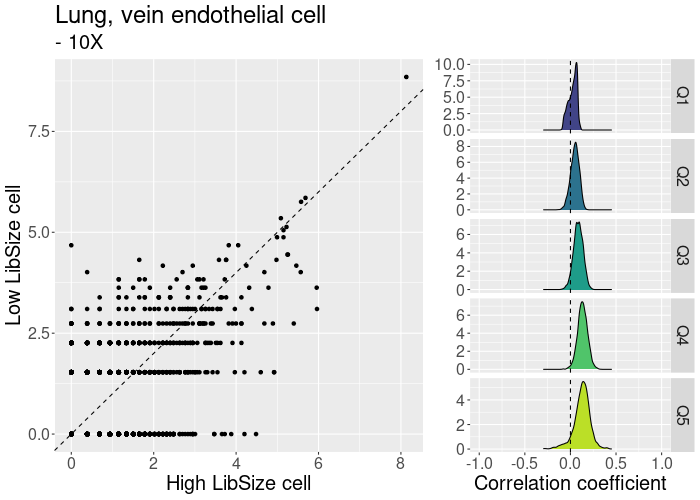 Lung, vein endothelial cell
- 10X
Low LibSize cell
7.5
5.0
2.5
0.0
0 2 4 6 8
High LibSize cell
10.0
7.5
5.0
2.5
0.0
Q1
8
6
4
2
0
Q2
6
4
2
0
Q3
6
4
2
0
Q4
4
2
0
Q5
-1.0 -0.5 0.0 0.5 1.0
Correlation coefficient